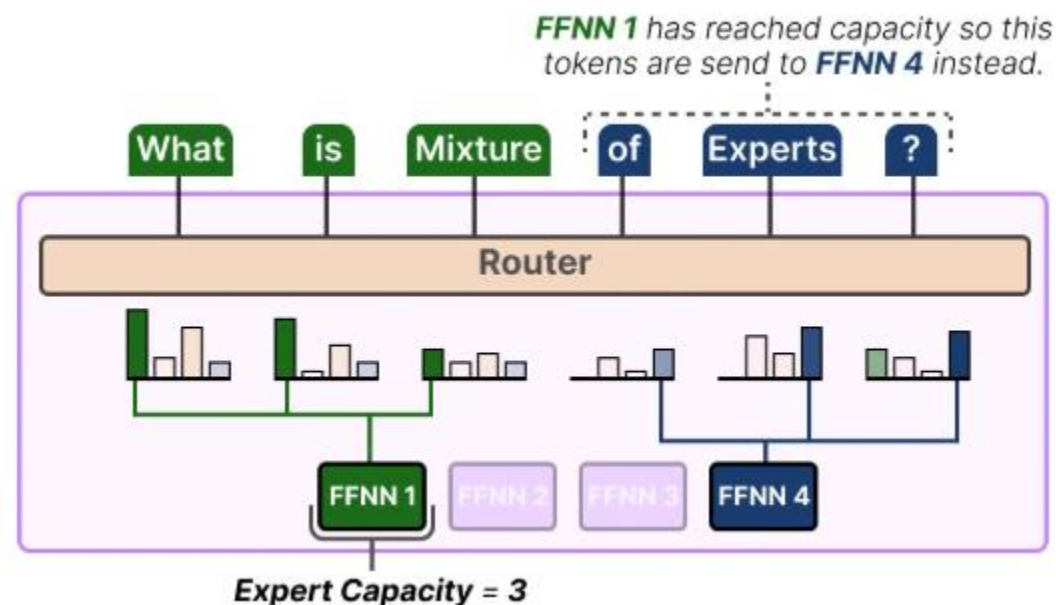 FFNN 1 has reached capacity so this
tokens are send to FFNN 4 instead.
What is Mixture of Experts ?
Router
FFNN 1 FFNN 2 FFNN 3 FFNN 4
Expert Capacity = 3